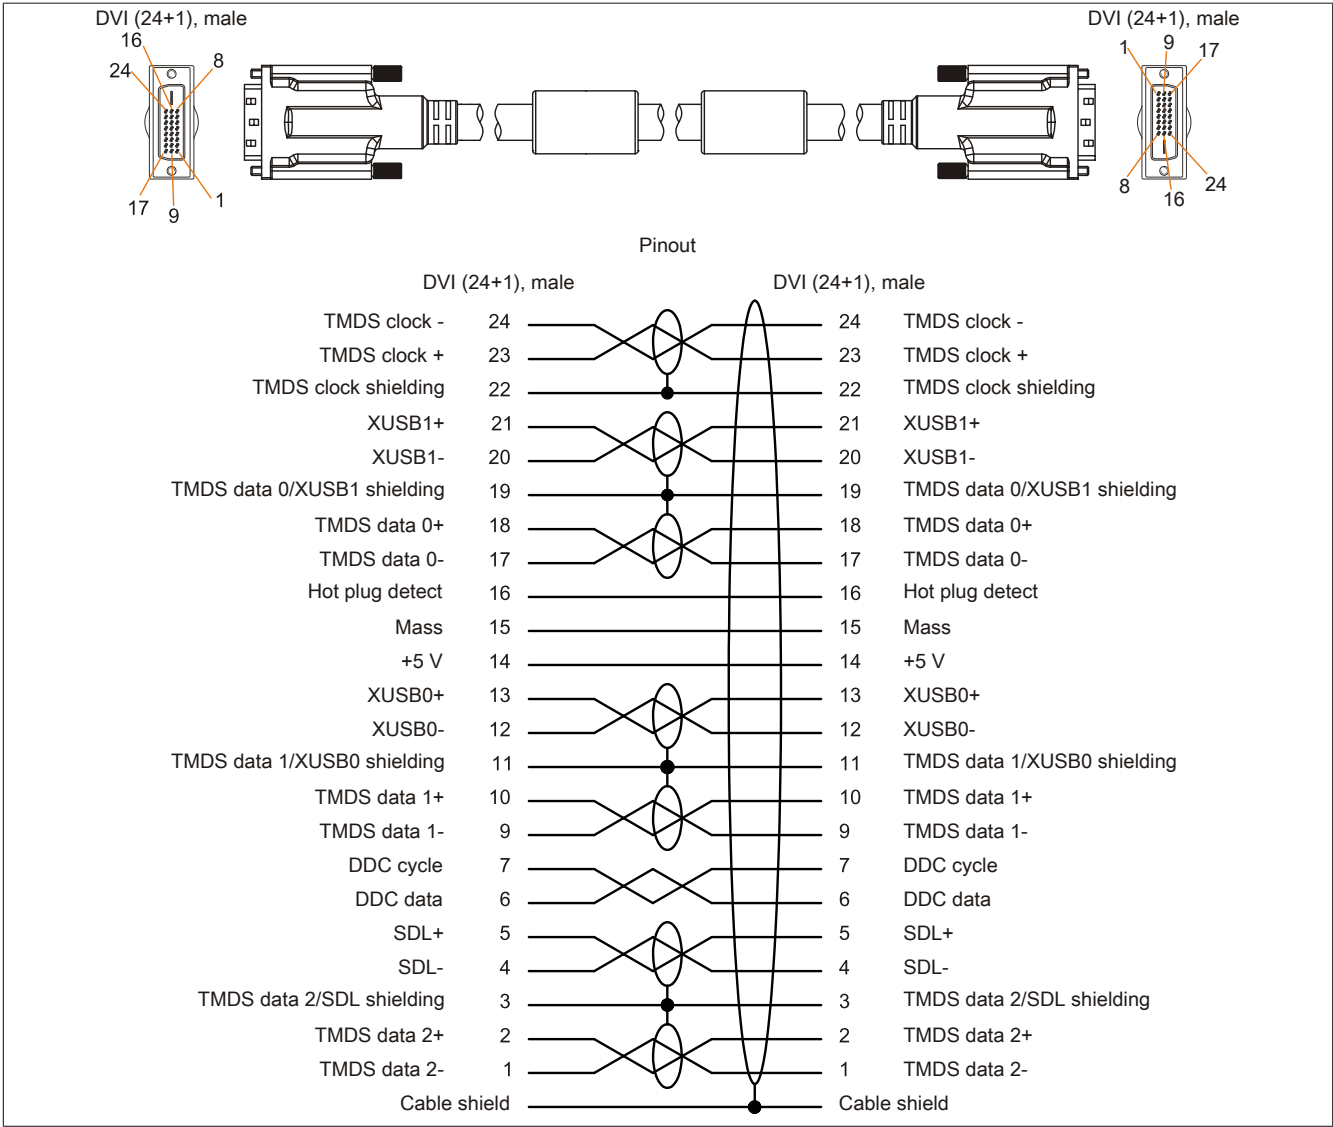 DVI (24+1), male
16
24
8
17
9
1
DVI (24+1), male
1
9
17
8
16
24
Pinout
DVI (24+1), male DVI (24+1), male
TMDS clock - 24 24 TMDS clock -
TMDS clock + 23 23 TMDS clock +
TMDS clock shielding 22 22 TMDS clock shielding
XUSB1+ 21 21 XUSB1+
XUSB1- 20 20 XUSB1-
TMDS data 0/XUSB1 shielding 19 19 TMDS data 0/XUSB1 shielding
TMDS data 0+ 18 18 TMDS data 0+
TMDS data 0- 17 17 TMDS data 0-
Hot plug detect 16 16 Hot plug detect
Mass 15 15 Mass
+5 V 14 14 +5 V
XUSB0+ 13 13 XUSB0+
XUSB0- 12 12 XUSB0-
TMDS data 1/XUSB0 shielding 11 11 TMDS data 1/XUSB0 shielding
TMDS data 1+ 10 10 TMDS data 1+
TMDS data 1- 9 9 TMDS data 1-
DDC cycle 7 7 DDC cycle
DDC data 6 6 DDC data
SDL+ 5 5 SDL+
SDL- 4 4 SDL-
TMDS data 2/SDL shielding 3 3 TMDS data 2/SDL shielding
TMDS data 2+ 2 2 TMDS data 2+
TMDS data 2- 1 1 TMDS data 2-
Cable shield Cable shield